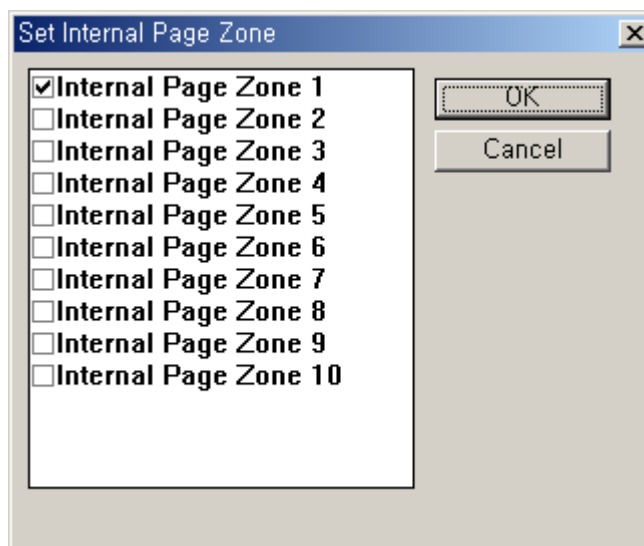 Set Internal Page Zone
Internal Page Zone 1
Internal Page Zone 2
Internal Page Zone 3
Internal Page Zone 4
Internal Page Zone 5
Internal Page Zone 6
Internal Page Zone 7
Internal Page Zone 8
Internal Page Zone 9
Internal Page Zone 10
OK
Cancel